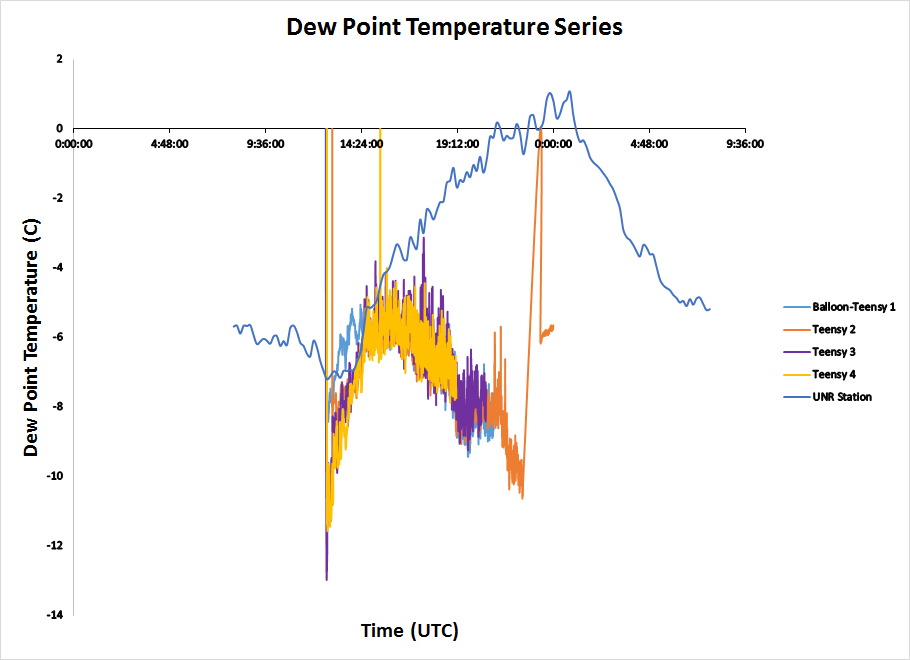 Dew Point Temperature Series
2
0
0:00:00
4:48:00
9:36:00
14:24:00
19:12:00
0:00:00
4:48:00
9:36:00
-2
-4
-6
-8
-10
-12
-14
Dew Point Temperature (C)
Time (UTC)
Balloon-Teensy 1
Teensy 2
Teensy 3
Teensy 4
UNR Station